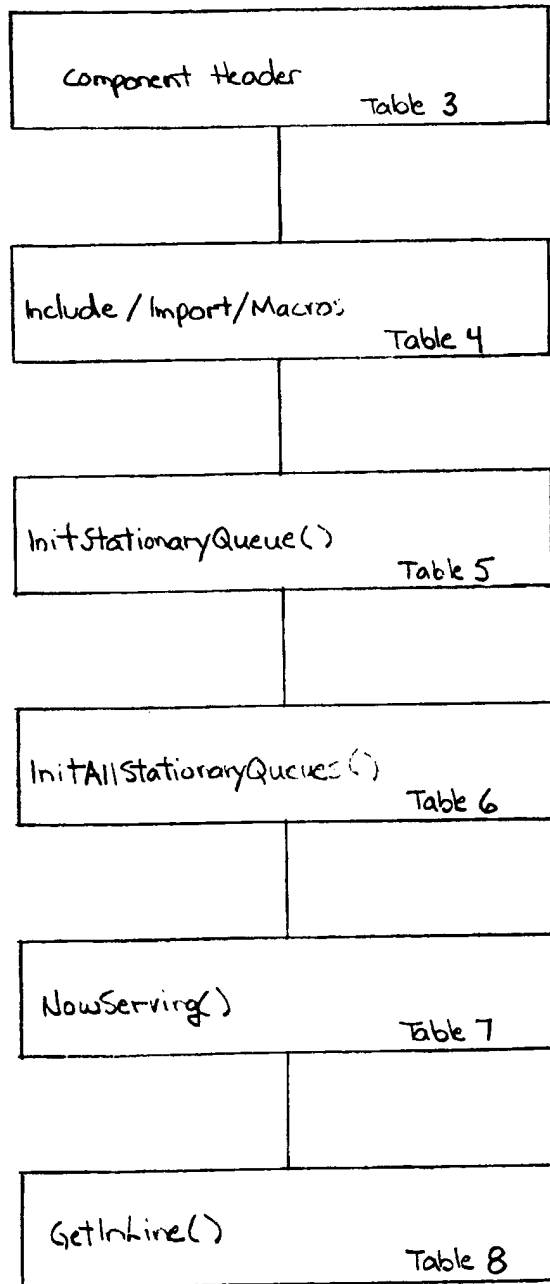 Component Header
Table 3
Include / Import/Macros
Table 4
InitStationaryQueue()
Table 5
InitAllStationaryQueues()
Table 6
NowServing()
Table 7
GetInLine()
Table 8